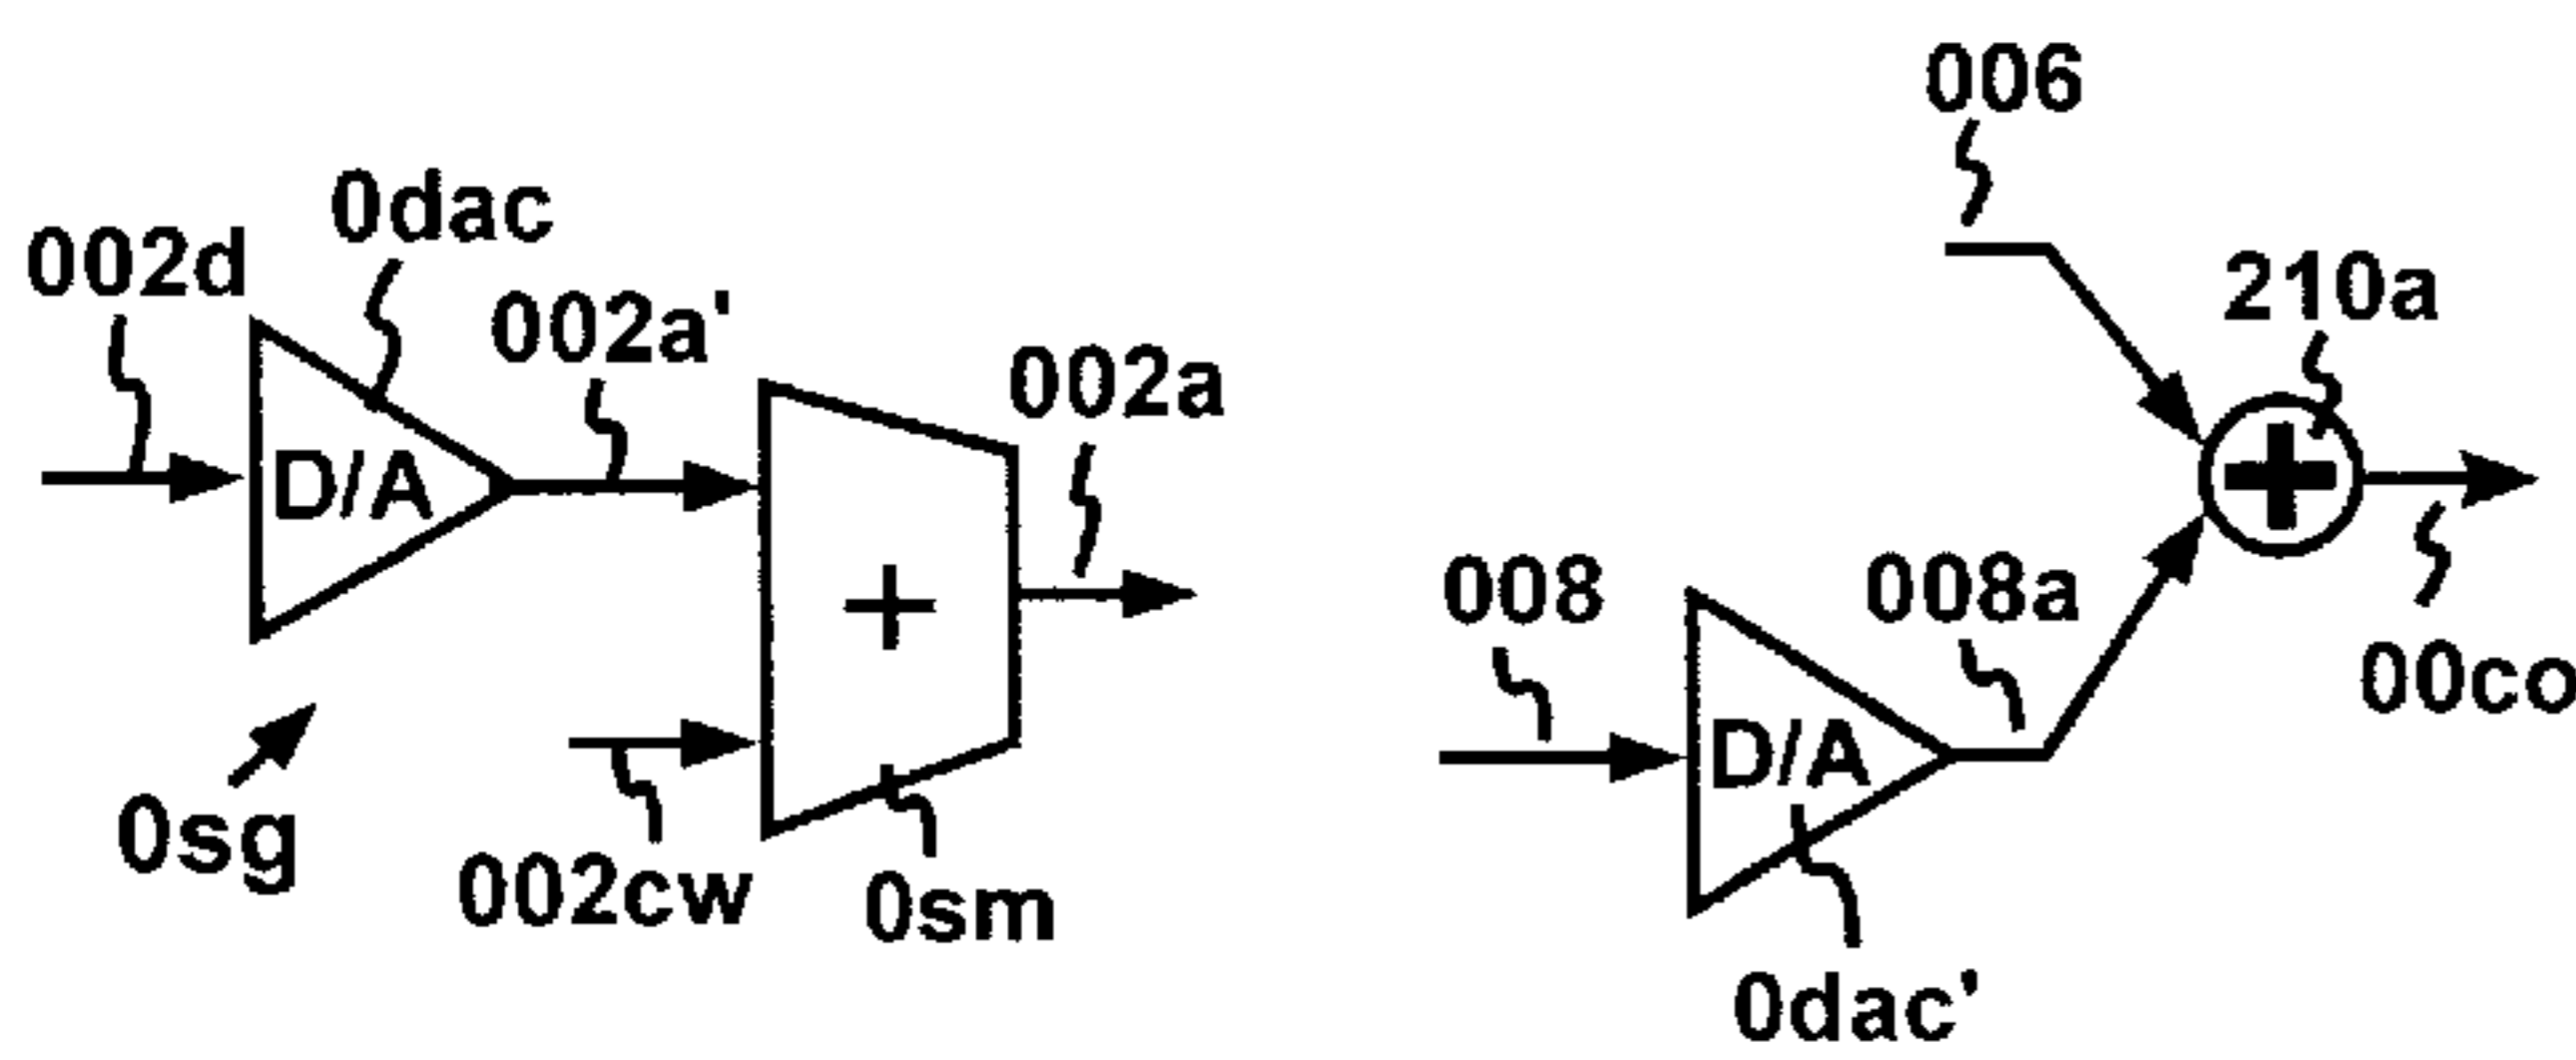 006
0dac
002d
002a'
210a
002a
D/A
+
+
008
008a
00co
D/A
0sg
002cw
0sm
0dac'